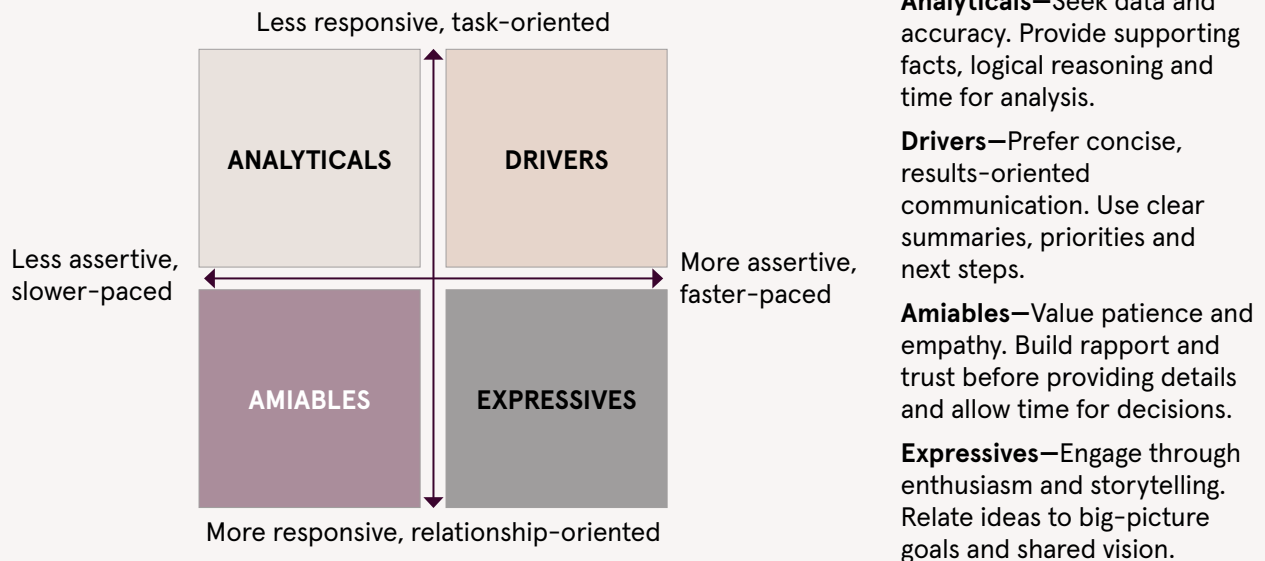 Less responsive, task-oriented
ANALYTICALS
DRIVERS
Less assertive,
slower-paced
More assertive,
faster-paced
AMIABLES
EXPRESSIVES
More responsive, relationship-oriented
Analyticals—Seek data and
accuracy. Provide supporting
facts, logical reasoning and
time for analysis.
Drivers—Prefer concise,
results-oriented
communication. Use clear
summaries, priorities and
next steps.
Amiables—Value patience and
empathy. Build rapport and
trust before providing details
and allow time for decisions.
Expressives—Engage through
enthusiasm and storytelling.
Relate ideas to big-picture
goals and shared vision.